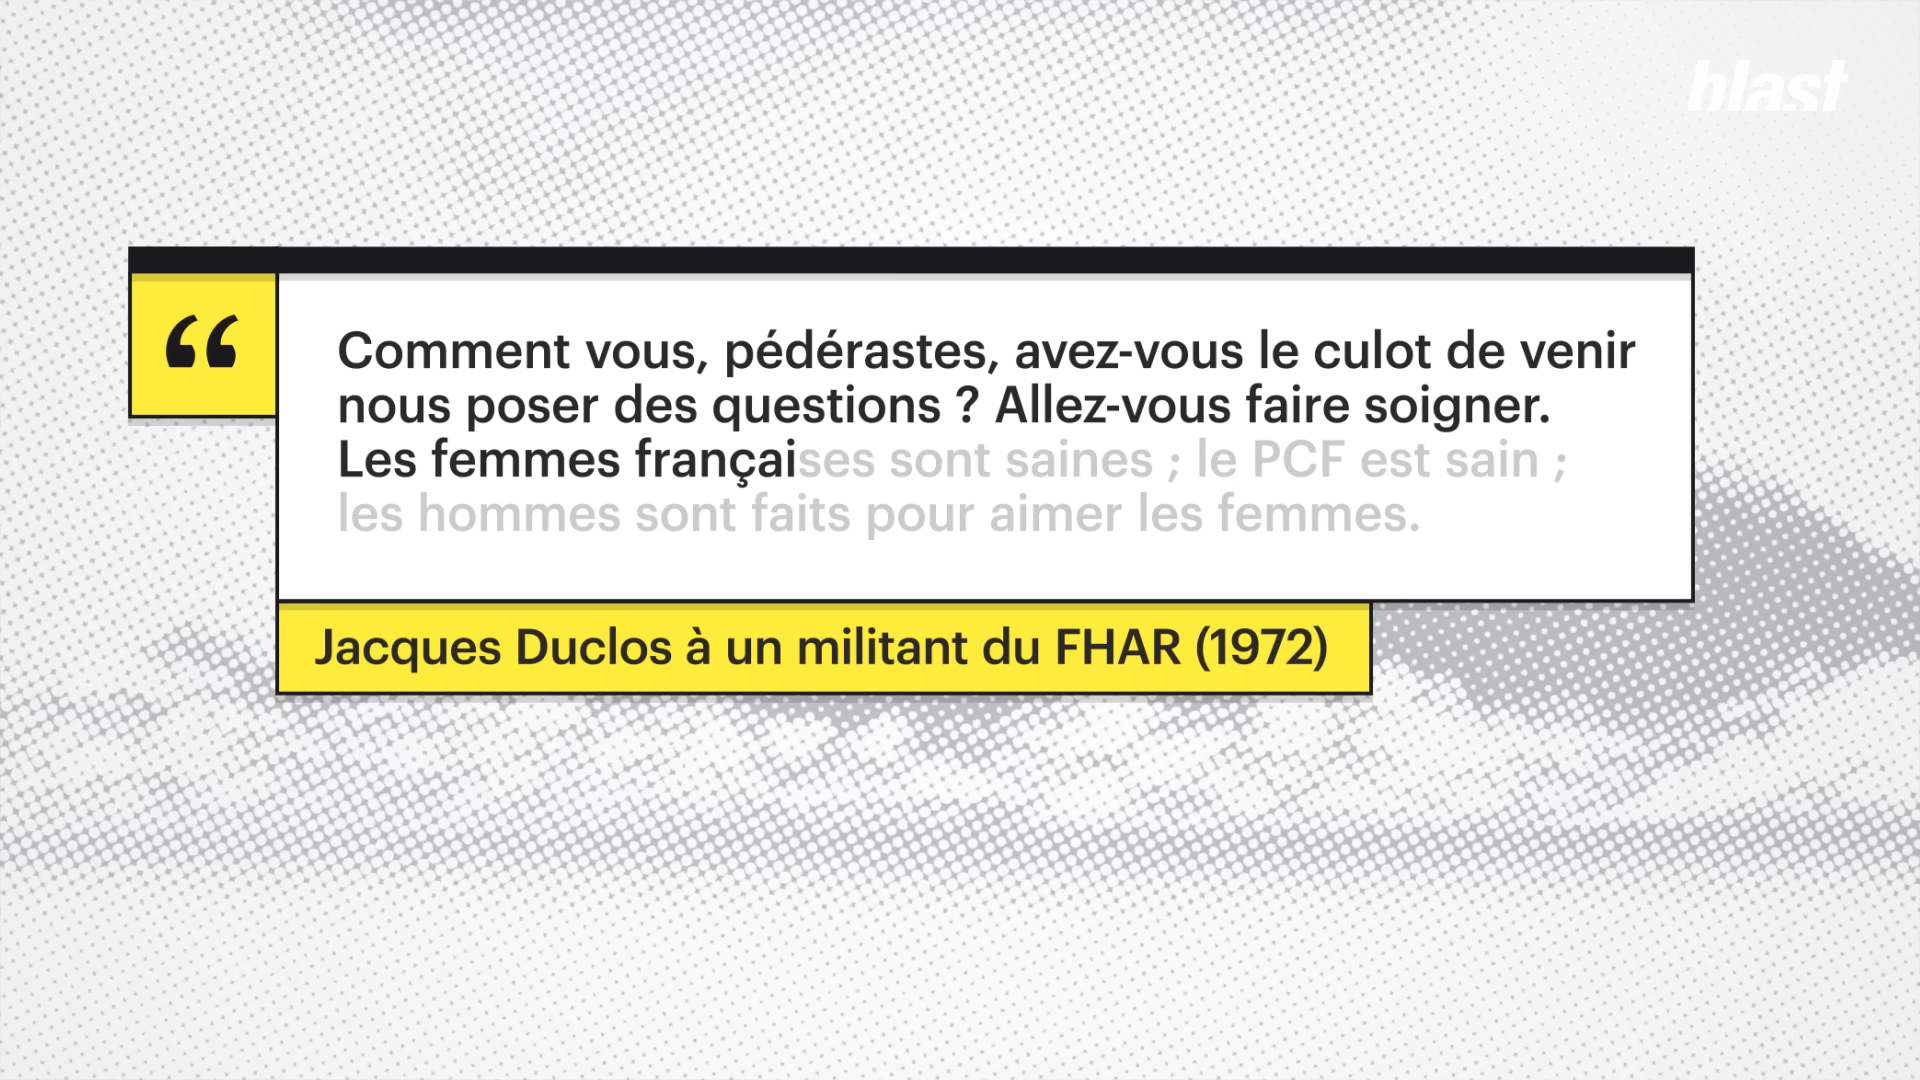 blast
“
Comment vous, pédérastes, avez-vous le culot de venir
nous poser des questions ? Allez-vous faire soigner.
Les femmes françaises sont saines ; le PCF est sain ;
les hommes sont faits pour aimer les femmes.
Jacques Duclos à un militant du FHAR (1972)